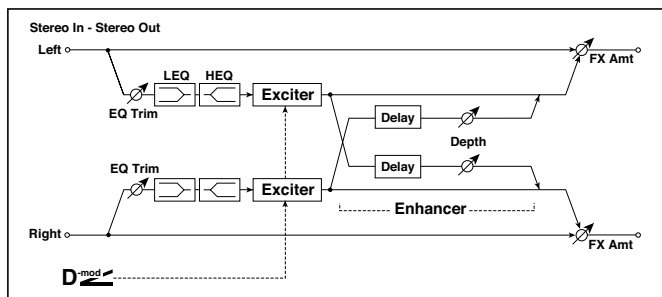 Stereo In - Stereo Out
Left
FX Amt
LEQ HEQ
EQ Trim
Exciter
Delay
Depth
Delay
EQ Trim
Exciter
Enhancer
Right
FX Amt
D-mod